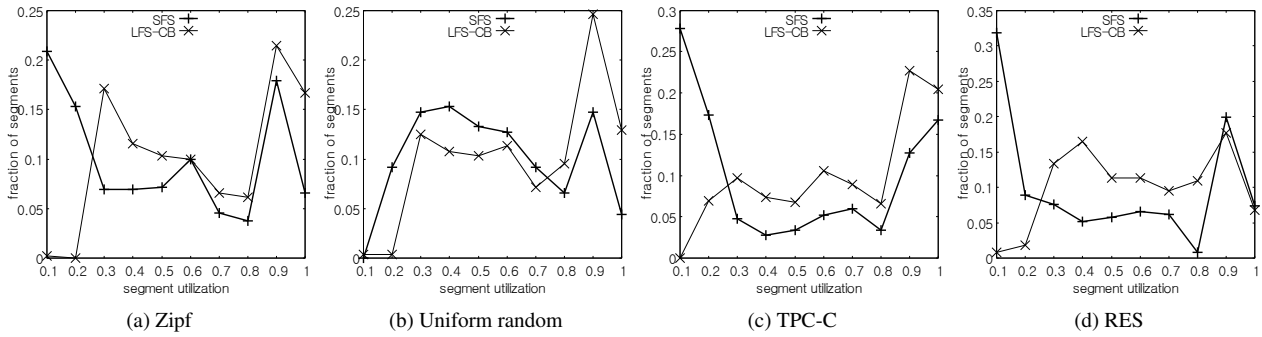 0.25
0.2
0.15
0.1
0.05
0
fraction of segments
SFS
LFS-CB
0.1 0.2 0.3 0.4 0.5 0.6 0.7 0.8 0.9 1
segment utilization
(a) Zipf
0.25
0.2
0.15
0.1
0.05
0
fraction of segments
SFS
LFS-CB
0.1 0.2 0.3 0.4 0.5 0.6 0.7 0.8 0.9 1
segment utilization
(b) Uniform random
0.3
0.25
0.2
0.15
0.1
0.05
0
fraction of segments
SFS
LFS-CB
0.1 0.2 0.3 0.4 0.5 0.6 0.7 0.8 0.9 1
segment utilization
(c) TPC-C
0.35
0.3
0.25
0.2
0.15
0.1
0.05
0
fraction of segments
SFS
LFS-CB
0.1 0.2 0.3 0.4 0.5 0.6 0.7 0.8 0.9 1
segment utilization
(d) RES